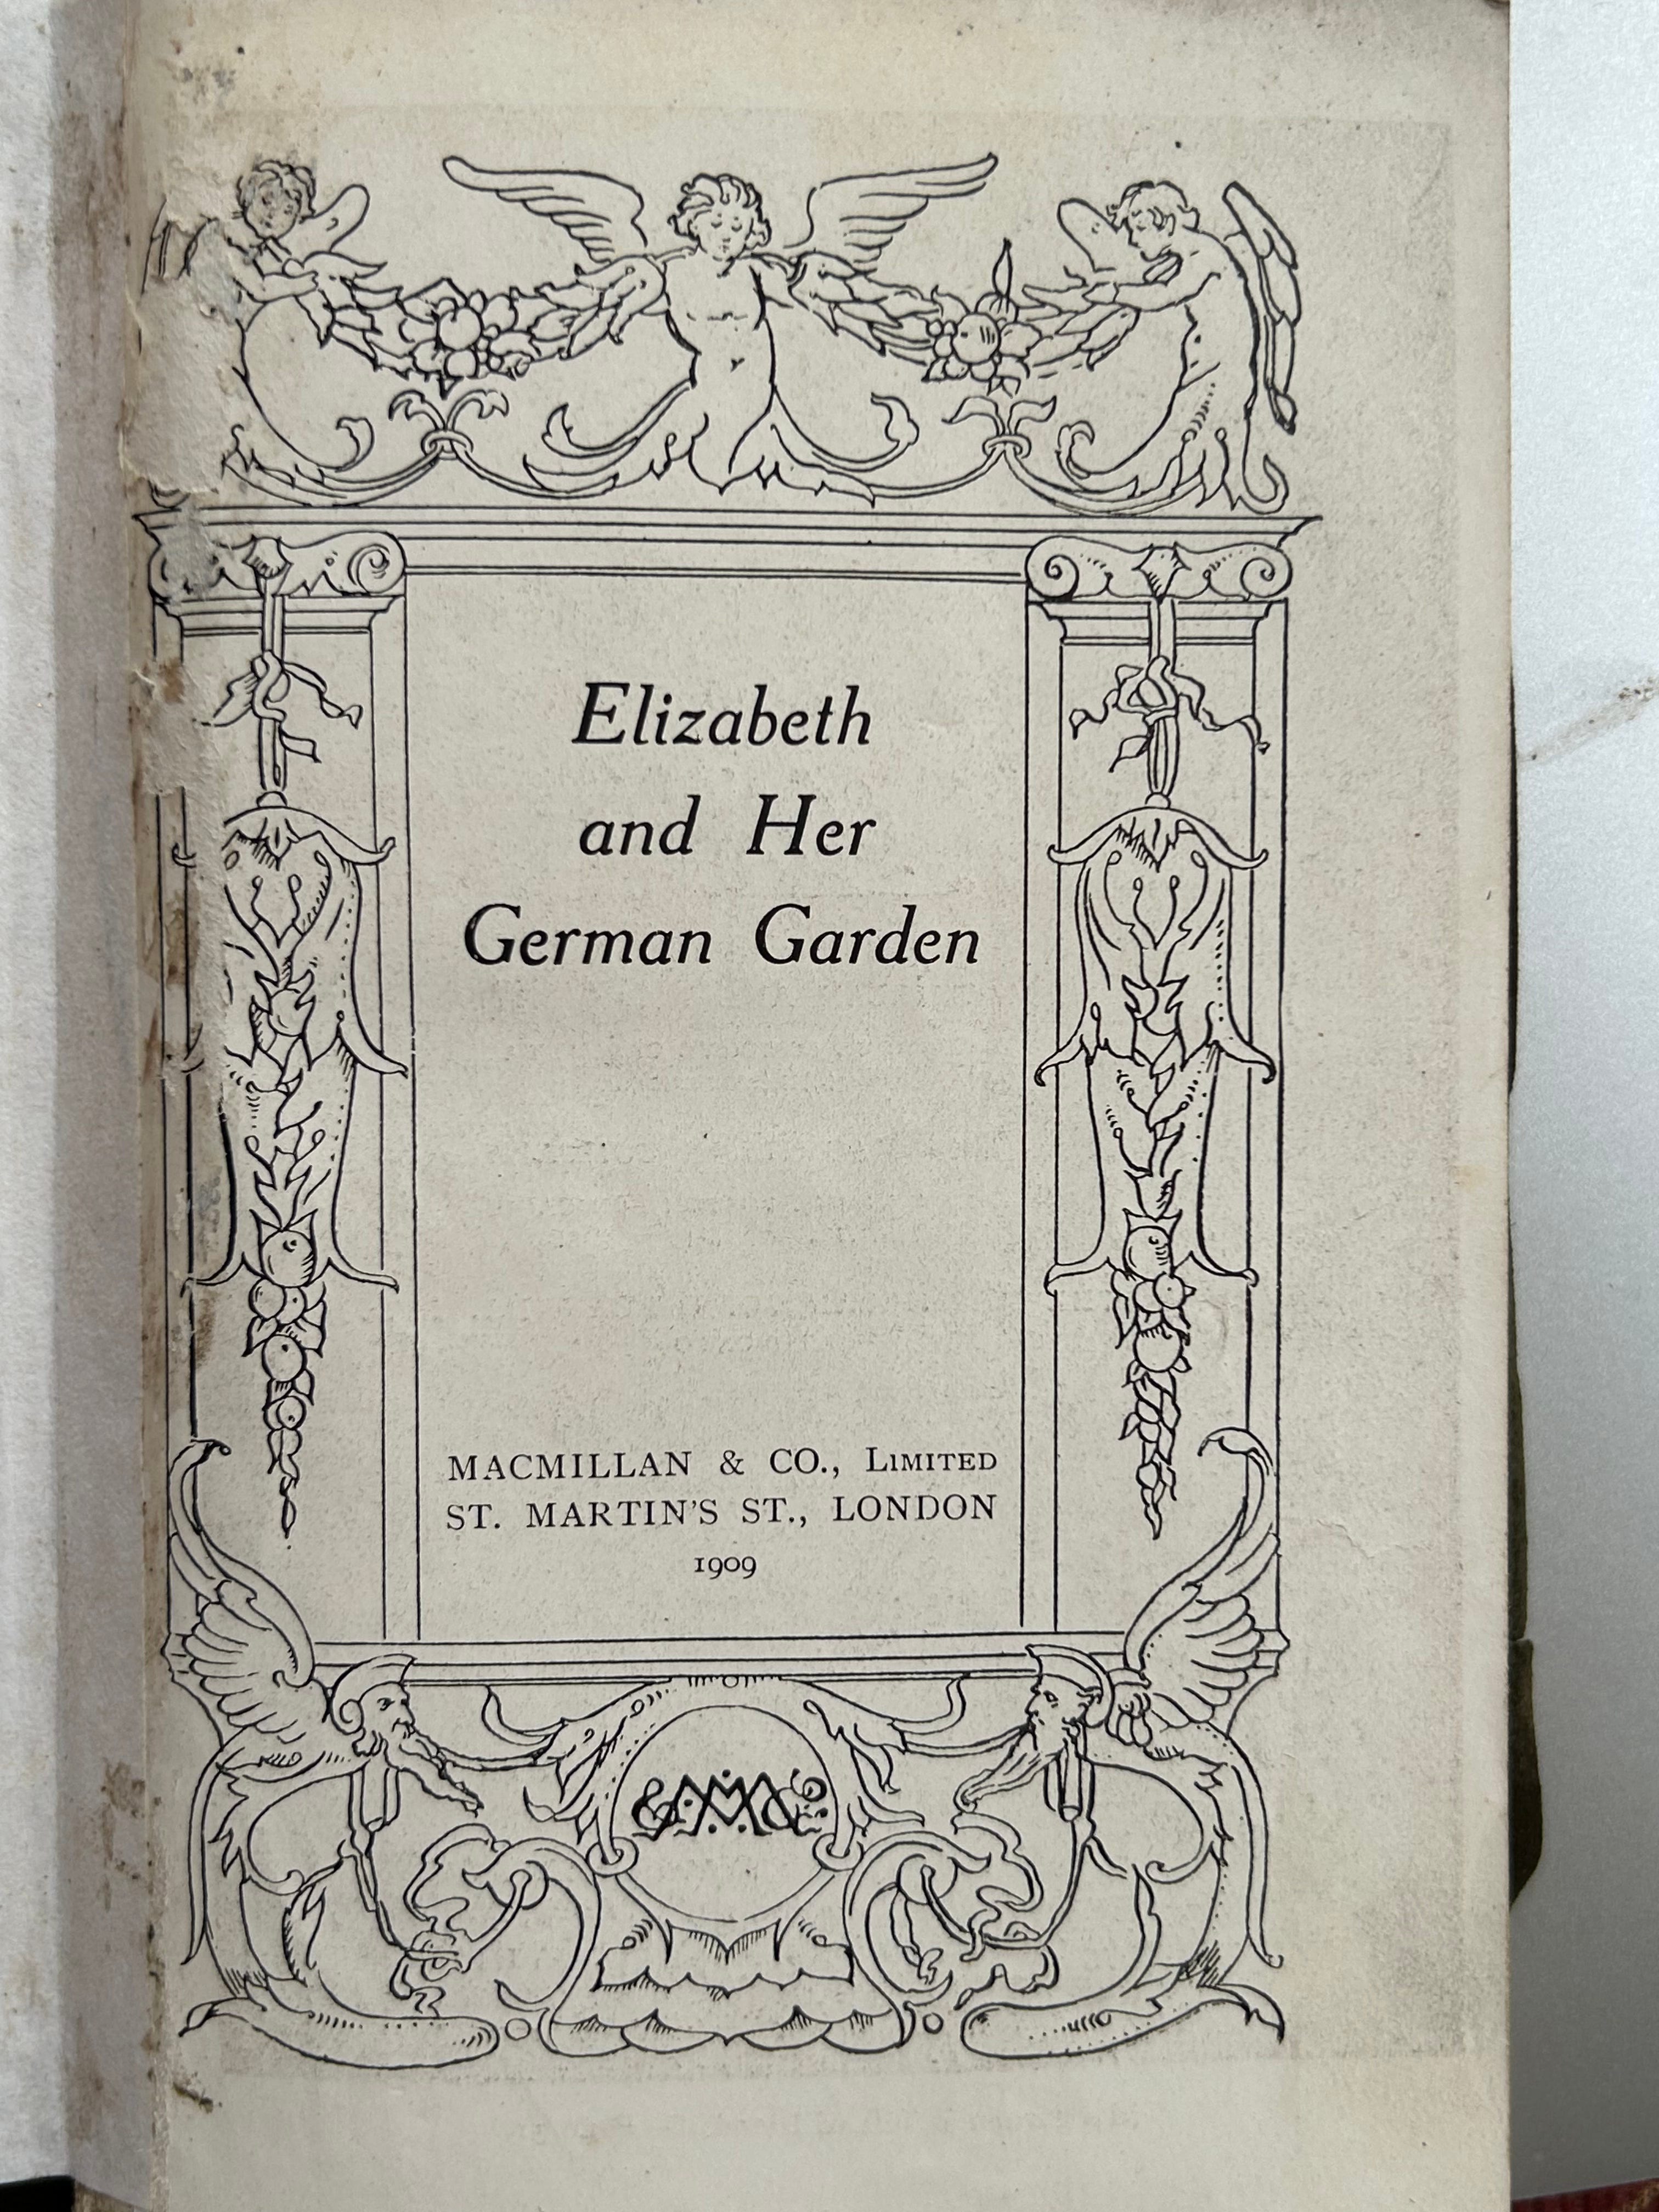 Elizabeth
and Her
German Garden
MACMILLAN & CO., LIMITED
ST. MARTIN'S ST., LONDON
1909